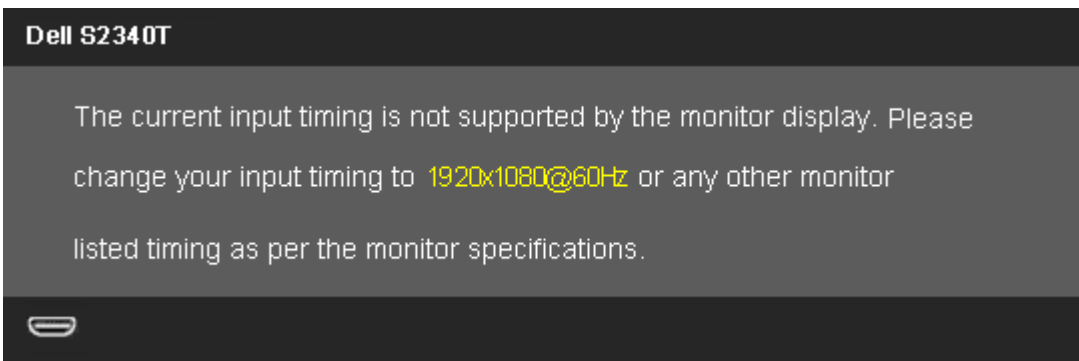 Dell S2340T
The current input timing is not supported by the monitor display. Please
change your input timing to 1920x1080@60Hz or any other monitor
listed timing as per the monitor specifications.